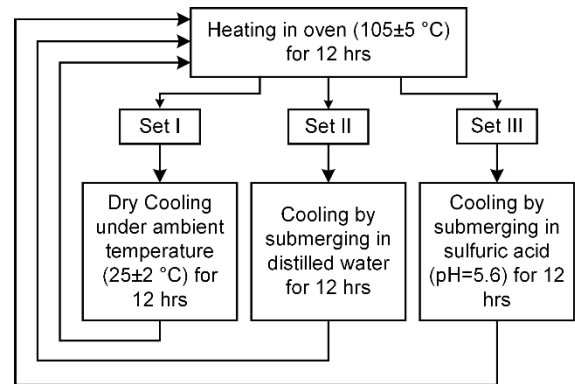 Heating in oven (105±5 °C)
for 12 hrs
Set I
Set II
Set III
Dry Cooling
under ambient
temperature
(25±2 °C) for
12 hrs
Cooling by
submerging in
distilled water
for 12 hrs
Cooling by
submerging in
sulfuric acid
(pH=5.6) for 12
hrs